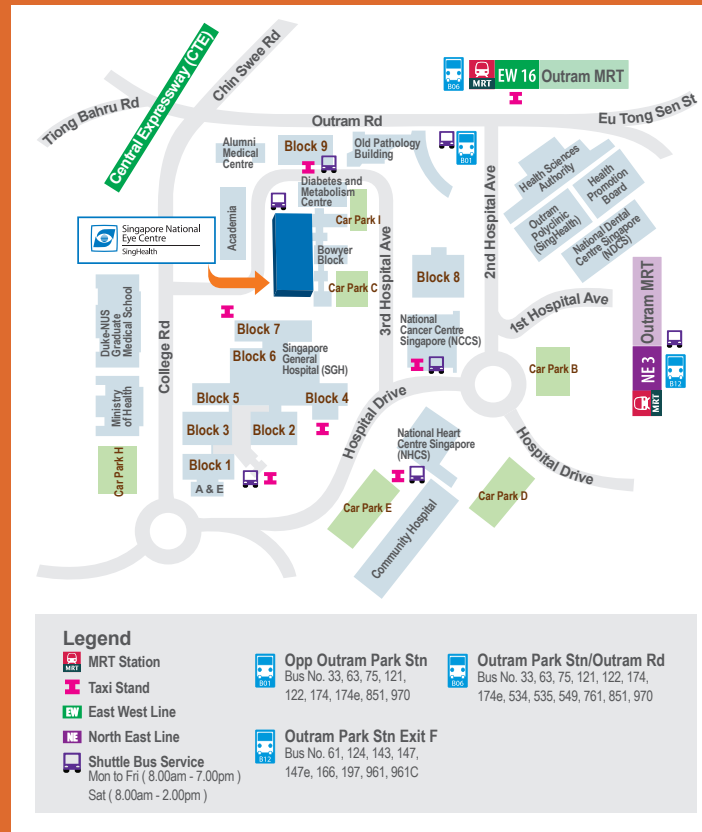 Central Expressway (CTE)
Chin Swee Rd
Tiong Bahru Rd
Outram Rd
Eu Tong Sen St
B06
MRT
EW 16
Outram MRT
Alumni
Medical
Centre
Block 9
Old Pathology
Building
B01
Diabetes and
Metabolism
Centre
Academia
Car Park I
Bowyer
Block
Car Park C
Singapore National
Eye Centre
SingHealth
3rd Hospital Ave
2nd Hospital Ave
Block 8
Health Sciences
Authority
Health
Promotion
Board
Outram
Polyclinic
(SingHealth)
National Dental
Centre Singapore
(NDCS)
1st Hospital Ave
Outram MRT
NE 3
MRT
B12
Duke-NUS
Graduate
Medical School
College Rd
Ministry
of Health
Car Park H
Block 7
Block 6
Singapore
General
Hospital (SGH)
Block 5
Block 4
Block 3
Block 2
Block 1
A & E
National
Cancer Centre
Singapore (NCCS)
Car Park B
Hospital Drive
Hospital Drive
National Heart
Centre Singapore
(NHCS)
Car Park E
Community Hospital
Car Park D
Legend
MRT
MRT Station
Taxi Stand
EW
East West Line
NE
North East Line
Shuttle Bus Service
Mon to Fri ( 8.00am - 7.00pm )
Sat ( 8.00am - 2.00pm )
B01
Opp Outram Park Stn
Bus No. 33, 63, 75, 121,
122, 174, 174e, 851, 970
B12
Outram Park Stn Exit F
Bus No. 61, 124, 143, 147,
147e, 166, 197, 961, 961C
B06
Outram Park Stn/Outram Rd
Bus No. 33, 63, 75, 121, 122, 174,
174e, 534, 535, 549, 761, 851, 970